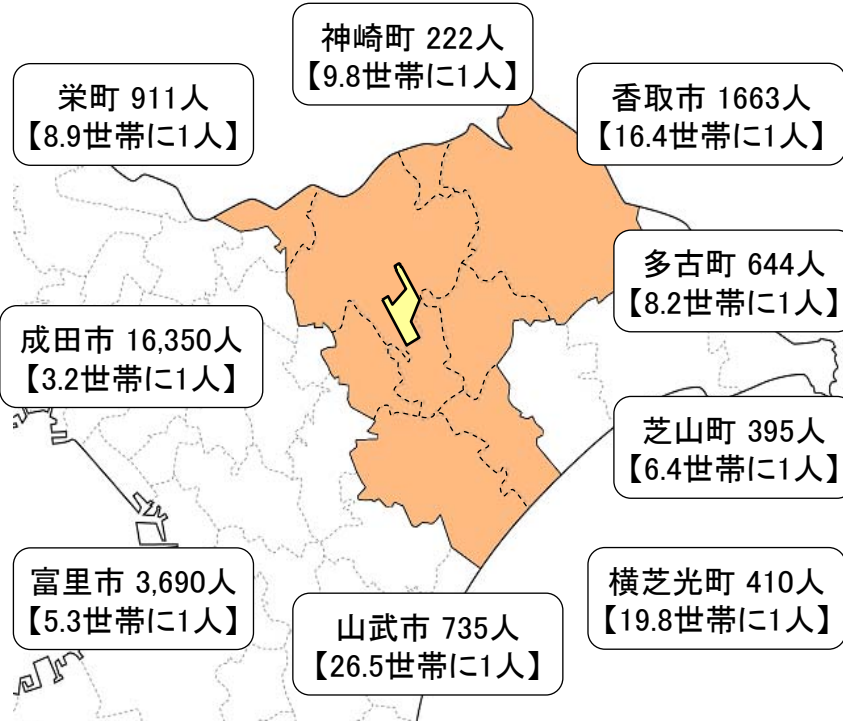 神崎町 222人
【9.8世帯に1人】
栄町 911人
【8.9世帯に1人】
香取市 1663人
【16.4世帯に1人】
多古町 644人
【8.2世帯に1人】
成田市 16,350人
【3.2世帯に1人】
芝山町 395人
【6.4世帯に1人】
富里市 3,690人
【5.3世帯に1人】
横芝光町 410人
【19.8世帯に1人】
山武市 735人
【26.5世帯に1人】